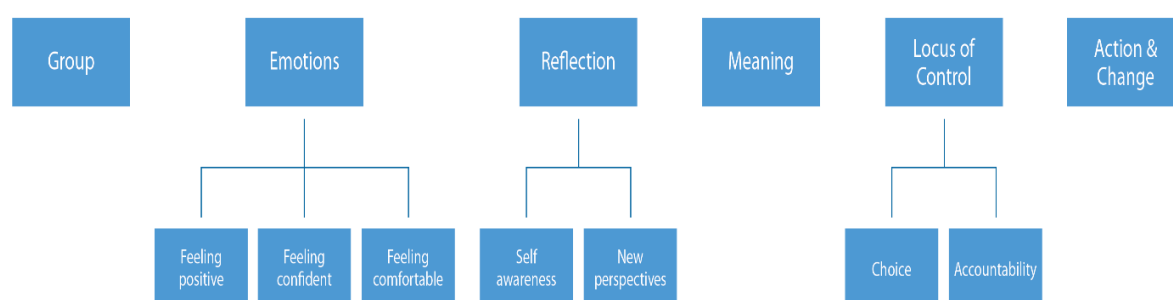 Group
Emotions
Reflection
Meaning
Locus of
Control
Action &
Change
Feeling
positive
Feeling
confident
Feeling
comfortable
Self
awareness
New
perspectives
Choice
Accountability